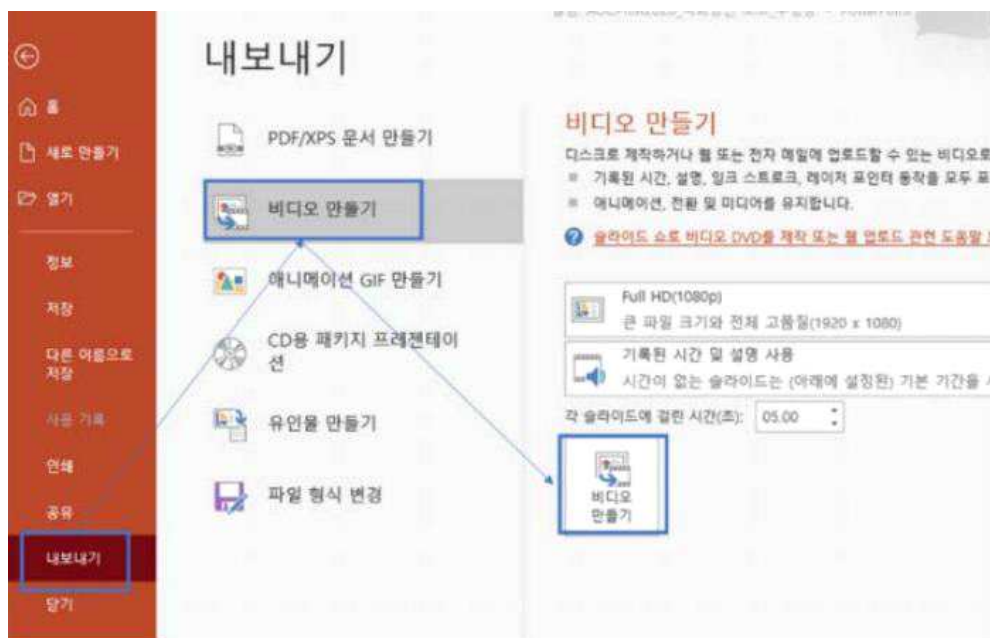 내보내기
홈
새로 만들기
열기
정보
저장
다른 이름으로
저장
사용 기록
인쇄
공유
내보내기
닫기
PDF/XPS 문서 만들기
비디오 만들기
애니메이션 GIF 만들기
CD용 패키지 프레젠테이
션
유인물 만들기
파일 형식 변경
비디오 만들기
디스크로 제작하거나 웹 또는 전자 메일에 업로드할 수 있는 비디오로
기록된 시간, 설명, 잉크 스트로크, 레이저 포인터 동작을 모두 포
애니메이션, 전환 및 미디어를 유지합니다.
슬라이드 쇼로 비디오 DVD를 제작 또는 웹 업로드 관련 도움말
Full HD(1080p)
큰 파일 크기와 전체 고품질(1920 x 1080)
기록된 시간 및 설명 사용
시간이 없는 슬라이드는 (아래에 설정된) 기본 기간을
각 슬라이드에 걸린 시간(초): 05.00
비디오
만들기